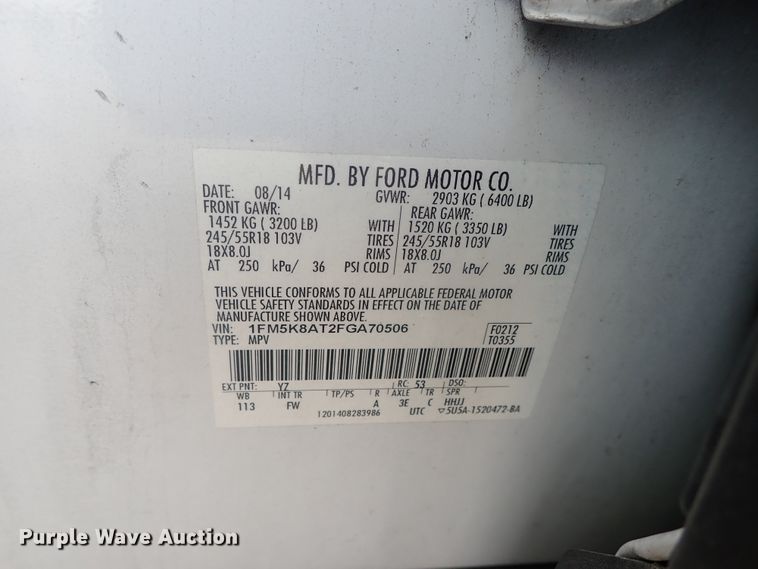 MFD. BY FORD MOTOR CO.
DATE: 08/14 GVWR: 2903 KG ( 6400 LB)
FRONT GAWR: REAR GAWR:
1452 KG ( 3200 LB) WITH 1520 KG ( 3350 LB) WITH
245/55R18 103V TIRES 245/55R18 103V TIRES
18X8.0J RIMS 18X8.0J RIMS
AT 250 kPa/ 36 PSI COLD AT 250 kPa/ 36 PSI COLD
THIS VEHICLE CONFORMS TO ALL APPLICABLE FEDERAL MOTOR
VEHICLE SAFETY STANDARDS IN EFFECT ON THE DATE OF
MANUFACTURE SHOWN ABOVE.
VIN: 1FM5K8AT2FGA70506 F0212
TYPE: MPV T0355
EXT PNT: YZ RC: 53 DSO:
WB INT TR TP/PS R AXLE TR SPR
113 FW A 3E C HHJJ
1201408283986 UTC ▽5U5A-1520472-BA
Purple Wave Auction